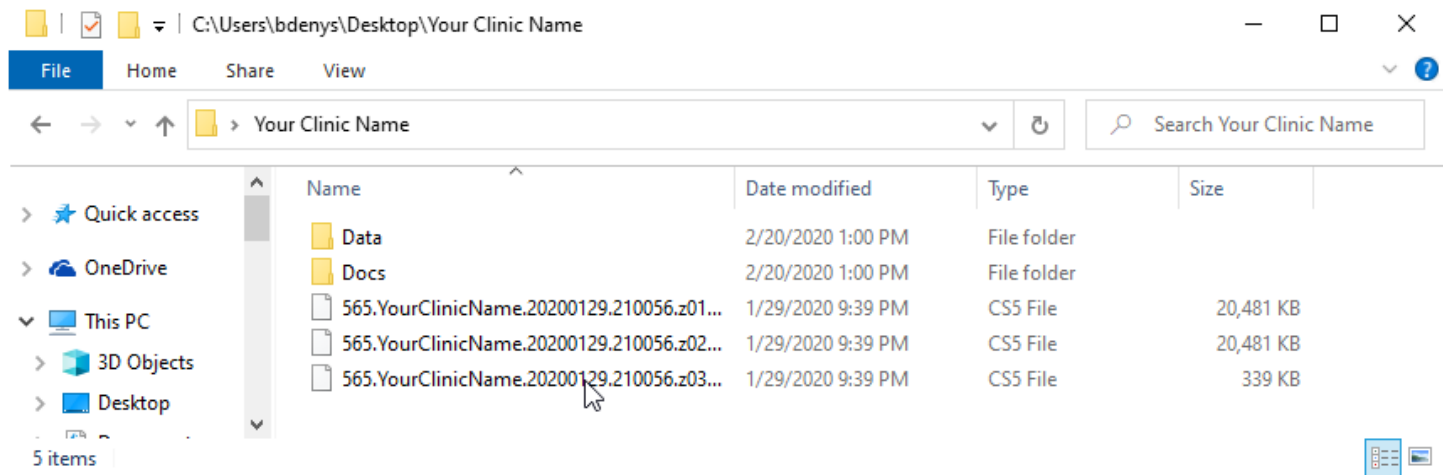 C:\Users\bdenys\Desktop\Your Clinic Name
File Home Share View
Your Clinic Name Search Your Clinic Name
Name Date modified Type Size
Quick access
OneDrive
This PC
3D Objects
Desktop
Data 2/20/2020 1:00 PM File folder
Docs 2/20/2020 1:00 PM File folder
565.YourClinicName.20200129.210056.z01... 1/29/2020 9:39 PM CS5 File 20,481 KB
565.YourClinicName.20200129.210056.z02... 1/29/2020 9:39 PM CS5 File 20,481 KB
565.YourClinicName.20200129.210056.z03... 1/29/2020 9:39 PM CS5 File 339 KB
5 items